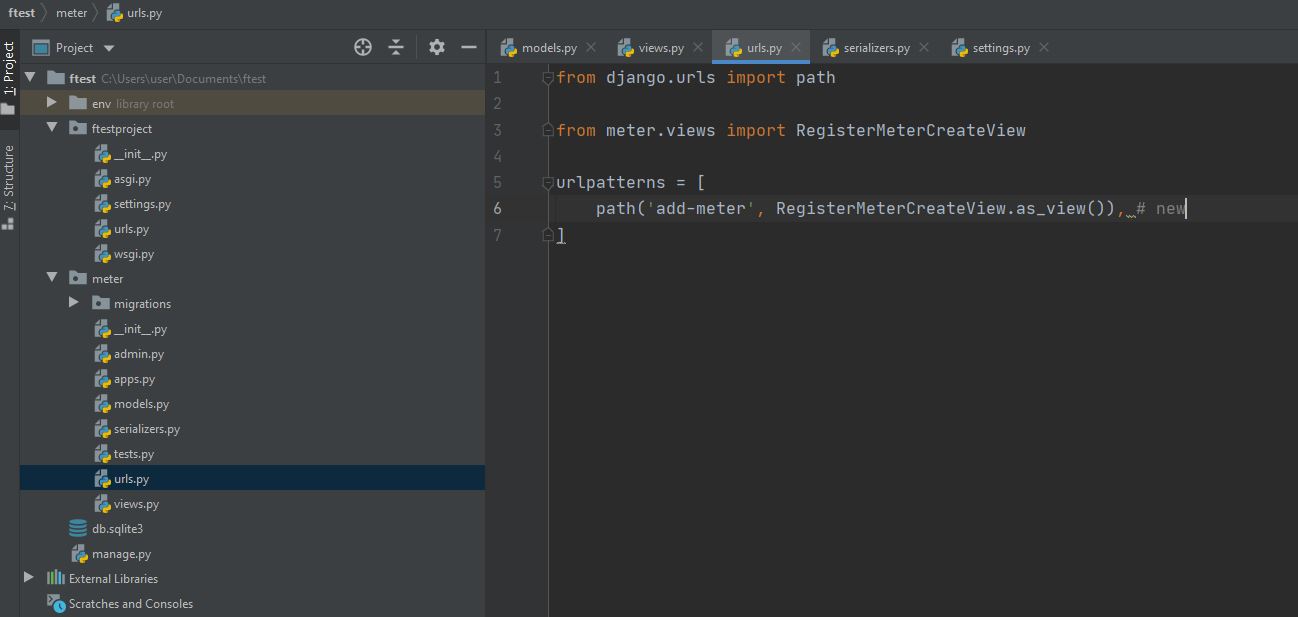 ftest meter urls.py
1: Project
7: Structure
Project
ftest C:\Users\user\Documents\ftest
env library root
ftestproject
__init__.py
asgi.py
settings.py
urls.py
wsgi.py
meter
migrations
__init__.py
admin.py
apps.py
models.py
serializers.py
tests.py
urls.py
views.py
db.sqlite3
manage.py
External Libraries
Scratches and Consoles
models.py views.py urls.py serializers.py settings.py
1 from django.urls import path
2
3 from meter.views import RegisterMeterCreateView
4
5 urlpatterns = [
6     path('add-meter', RegisterMeterCreateView.as_view()), # new
7 ]